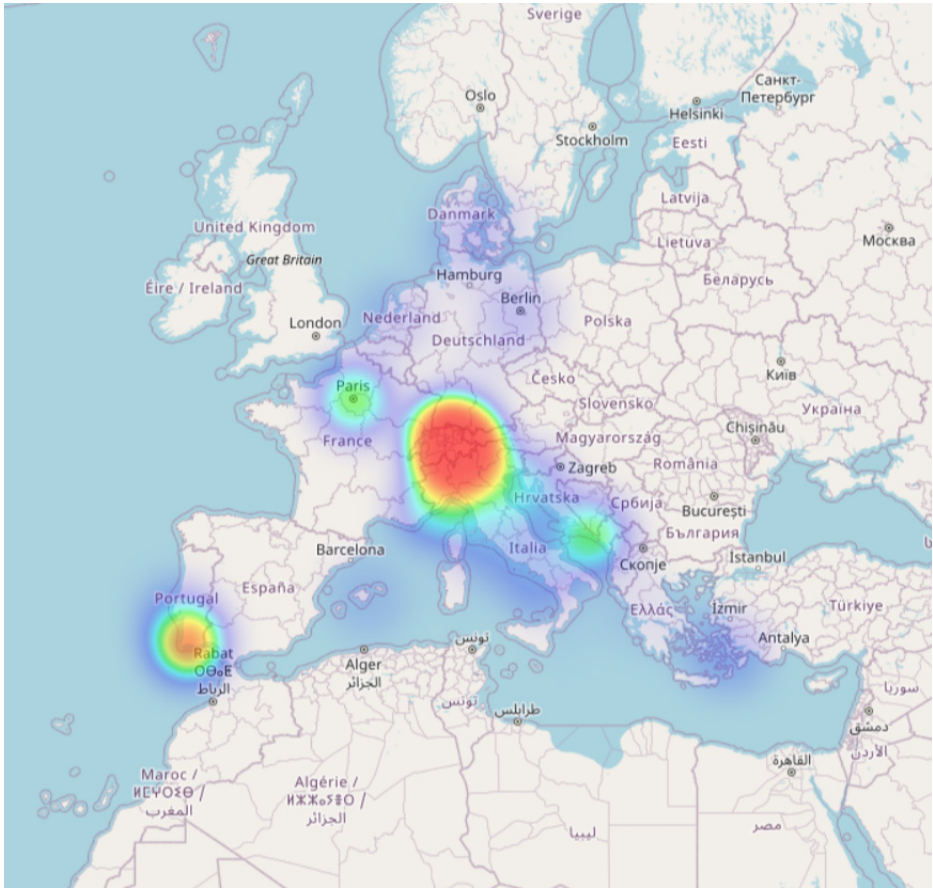 Sverige
Санкт-
Петербург
Oslo
Helsinki
Stockholm
Eesti
Latvija
Danmark
United Kingdom
Москва
Lietuva
Great Britain
Hamburg
Беларусь
Éire / Ireland
Berlin
Nederland
London
Polska
Deutschland
Київ
Česko
Paris
Slovensko
Україна
Chișinău
France
Magyarország
Zagreb
România
Hrvatska
Србија
București
България
Barcelona
Italia
İstanbul
Скопје
España
Portugal
Ελλάς
İzmir
Türkiye
Antalya
تونس
Rabat
ⵔⴱⴰⵟ
الرباط
Alger
الجزائر
سوريا
تونس
طرابلس
دمشق
الأردن
القاهرة
Maroc /
ⵍⵎⵖⵔⵉⴱ /
المغرب
Algérie /
ⵍⵣⵣⴰⵢⴻⵔ /
الجزائر
ليبيا
مصر